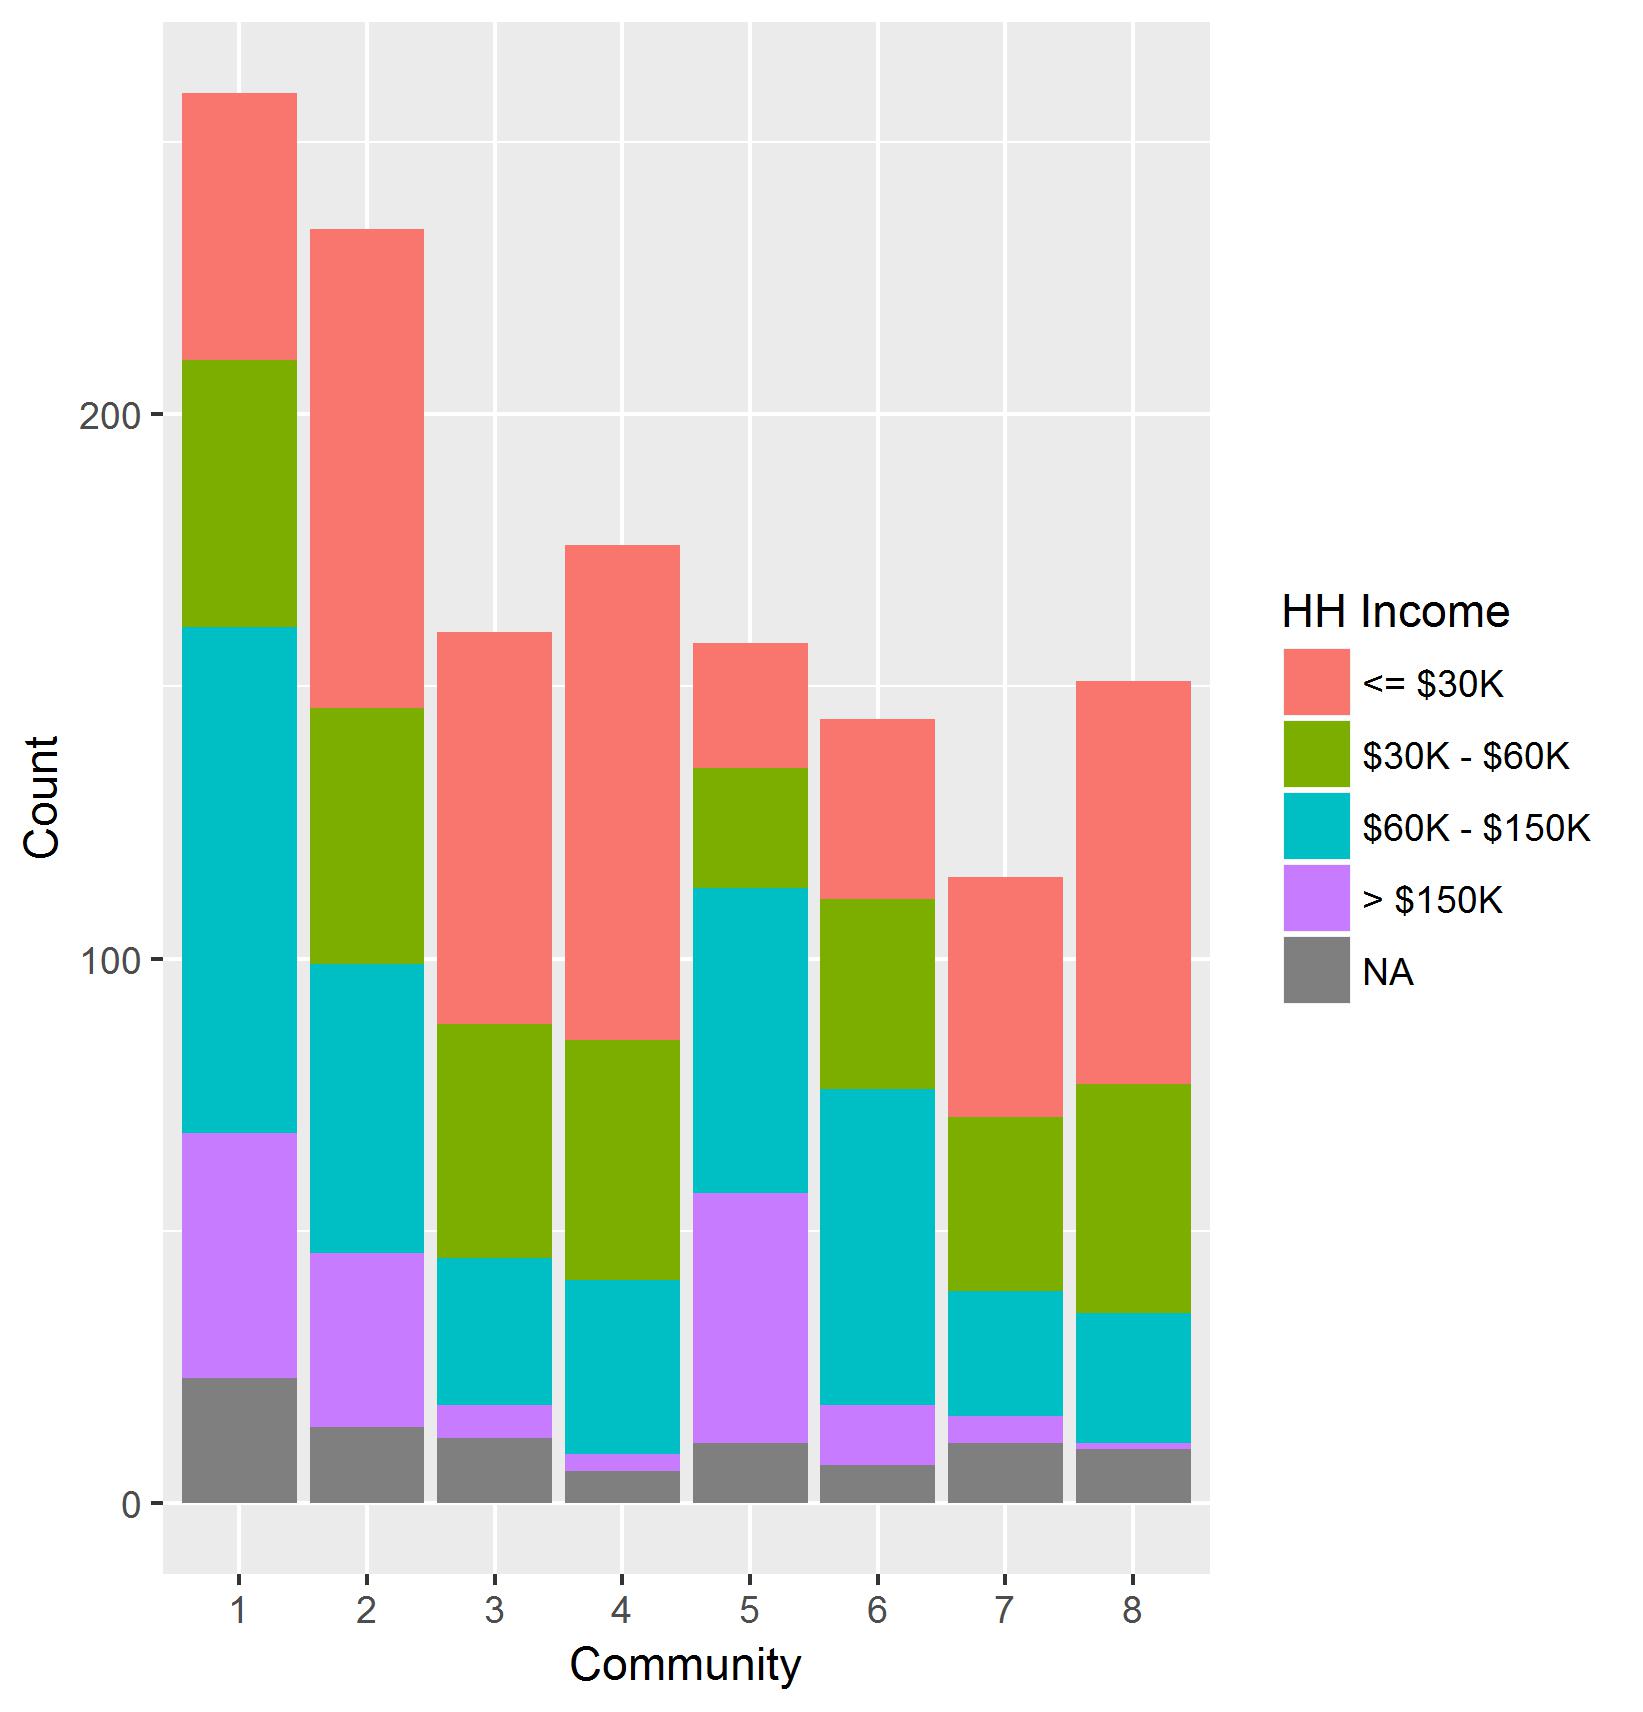 200
100
0
Count
1 2 3 4 5 6 7 8
Community
HH Income
<= $30K
$30K - $60K
$60K - $150K
> $150K
NA